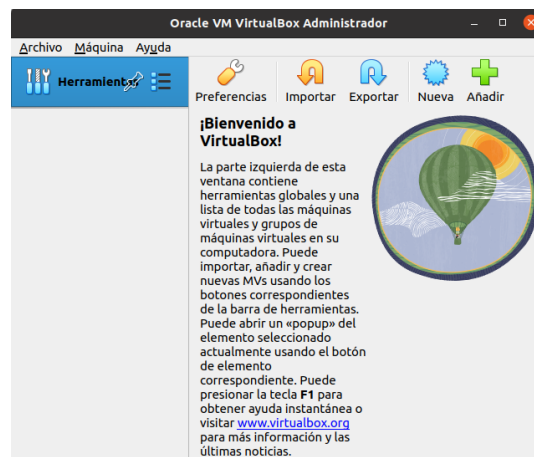 Oracle VM VirtualBox Administrador
Archivo Máquina Ayuda
Herramientas
Preferencias Importar Exportar Nueva Añadir
¡Bienvenido a
VirtualBox!
La parte izquierda de esta
ventana contiene
herramientas globales y una
lista de todas las máquinas
virtuales y grupos de
máquinas virtuales en su
computadora. Puede
importar, añadir y crear
nuevas MVs usando los
botones correspondientes
de la barra de herramientas.
Puede abrir un «popup» del
elemento seleccionado
actualmente usando el botón
de elemento
correspondiente. Puede
presionar la tecla F1 para
obtener ayuda instantánea o
visitar www.virtualbox.org
para más información y las
últimas noticias.